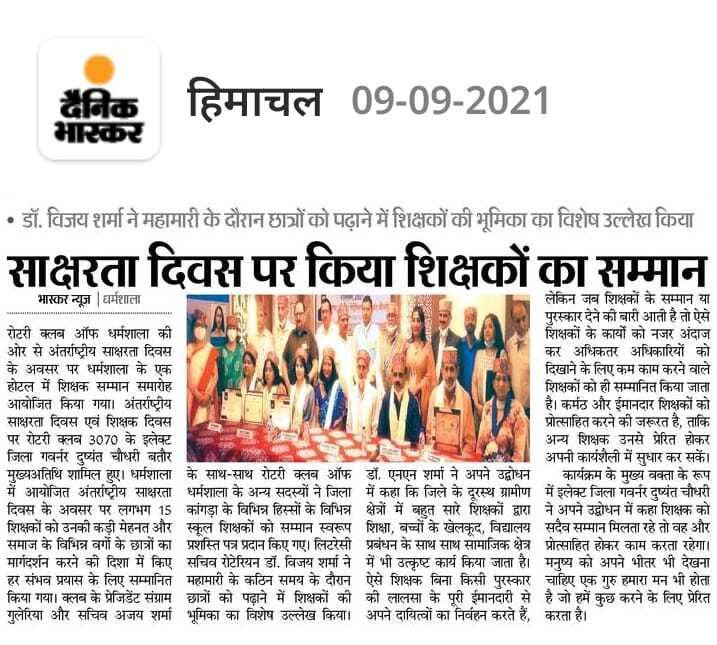 दैनिक
भास्कर
हिमाचल 09-09-2021
• डॉ. विजय शर्मा ने महामारी के दौरान छात्रों को पढ़ाने में शिक्षकों की भूमिका का विशेष उल्लेख किया
साक्षरता दिवस पर किया शिक्षकों का सम्मान
भास्कर न्यूज़ | धर्मशाला
रोटरी क्लब ऑफ धर्मशाला की
ओर से अंतर्राष्ट्रीय साक्षरता दिवस
के अवसर पर धर्मशाला के एक
होटल में शिक्षक सम्मान समारोह
आयोजित किया गया। अंतर्राष्ट्रीय
साक्षरता दिवस एवं शिक्षक दिवस
पर रोटरी क्लब 3070 के इलेक्ट
जिला गवर्नर दुष्यंत चौधरी बतौर
मुख्यअतिथि शामिल हुए। धर्मशाला
में आयोजित अंतर्राष्ट्रीय साक्षरता
दिवस के अवसर पर लगभग 15
शिक्षकों को उनकी कड़ी मेहनत और
समाज के विभिन्न वर्गों के छात्रों का
मार्गदर्शन करने की दिशा में किए
हर संभव प्रयास के लिए सम्मानित
किया गया। क्लब के प्रेजिडेंट संग्राम
गुलेरिया और सचिव अजय शर्मा
के साथ-साथ रोटरी क्लब ऑफ
धर्मशाला के अन्य सदस्यों ने जिला
कांगड़ा के विभिन्न हिस्सों के विभिन्न
स्कूल शिक्षकों को सम्मान स्वरूप
प्रशस्ति पत्र प्रदान किए गए। लिटरेसी
सचिव रोटेरियन डॉ. विजय शर्मा ने
महामारी के कठिन समय के दौरान
छात्रों को पढ़ाने में शिक्षकों की
भूमिका का विशेष उल्लेख किया।
डॉ. एनएन शर्मा ने अपने उद्बोधन
में कहा कि जिले के दूरस्थ ग्रामीण
क्षेत्रों में बहुत सारे शिक्षकों द्वारा
शिक्षा, बच्चों के खेलकूद, विद्यालय
प्रबंधन के साथ साथ सामाजिक क्षेत्र
में भी उत्कृष्ट कार्य किया जाता है।
ऐसे शिक्षक बिना किसी पुरस्कार
की लालसा के पूरी ईमानदारी से
अपने दायित्वों का निर्वहन करते हैं,
लेकिन जब शिक्षकों के सम्मान या
पुरस्कार देने की बारी आती है तो ऐसे
शिक्षकों के कार्यों को नजर अंदाज
कर अधिकतर अधिकारियों को
दिखाने के लिए कम काम करने वाले
शिक्षकों को ही सम्मानित किया जाता
है। कर्मठ और ईमानदार शिक्षकों को
प्रोत्साहित करने की जरूरत है, ताकि
अन्य शिक्षक उनसे प्रेरित होकर
अपनी कार्यशैली में सुधार कर सकें।
कार्यक्रम के मुख्य वक्ता के रूप
में इलेक्ट जिला गवर्नर दुष्यंत चौधरी
ने अपने उद्बोधन में कहा शिक्षक को
सदैव सम्मान मिलता रहे तो वह और
प्रोत्साहित होकर काम करता रहेगा।
मनुष्य को अपने भीतर भी देखना
चाहिए एक गुरु हमारा मन भी होता
है जो हमें कुछ करने के लिए प्रेरित
करता है।